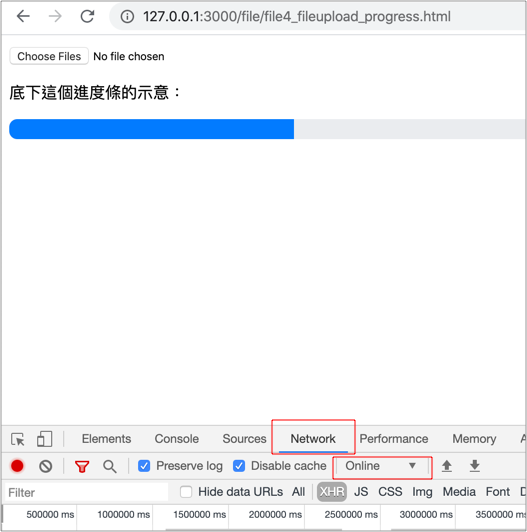 127.0.0.1:3000/file/file4_fileupload_progress.html
Choose Files No file chosen
底下這個進度條的示意：
Elements Console Sources Network Performance Memory
Preserve log Disable cache Online
Filter Hide data URLs All XHR JS CSS Img Media Font
500000 ms 1000000 ms 1500000 ms 2000000 ms 2500000 ms 3000000 ms 3500000 ms